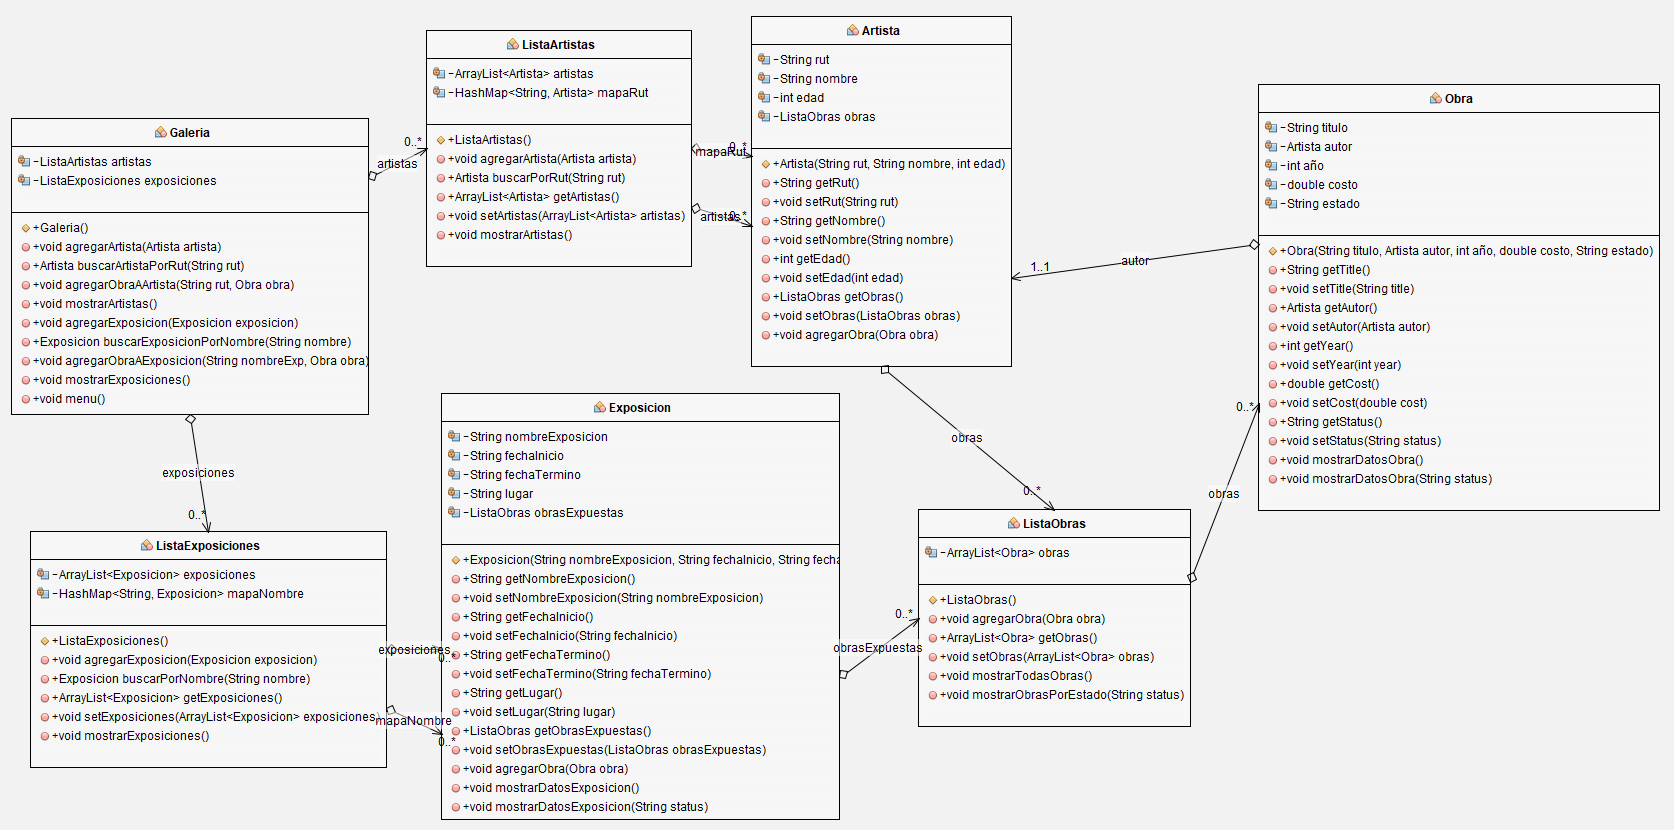 Galeria
-ListaArtistas artistas
-ListaExposiciones exposiciones
+Galeria()
+void agregarArtista(Artista artista)
+Artista buscarArtistaPorRut(String rut)
+void agregarObraAArtista(String rut, Obra obra)
+void mostrarArtistas()
+void agregarExposicion(Exposicion exposicion)
+Exposicion buscarExposicionPorNombre(String nombre)
+void agregarObraAExposicion(String nombreExp, Obra obra)
+void mostrarExposiciones()
+void menu()
0..*
artistas
exposiciones
0..*
ListaArtistas
-ArrayList<Artista> artistas
-HashMap<String, Artista> mapaRut
+ListaArtistas()
+void agregarArtista(Artista artista)
+Artista buscarPorRut(String rut)
+ArrayList<Artista> getArtistas()
+void setArtistas(ArrayList<Artista> artistas)
+void mostrarArtistas()
0..*
mapaRut
0..*
artistas
Artista
-String rut
-String nombre
-int edad
-ListaObras obras
+Artista(String rut, String nombre, int edad)
+String getRut()
+void setRut(String rut)
+String getNombre()
+void setNombre(String nombre)
+int getEdad()
+void setEdad(int edad)
+ListaObras getObras()
+void setObras(ListaObras obras)
+void agregarObra(Obra obra)
1..1
autor
obras
0..*
Obra
-String titulo
-Artista autor
-int año
-double costo
-String estado
+Obra(String titulo, Artista autor, int año, double costo, String estado)
+String getTitle()
+void setTitle(String title)
+Artista getAutor()
+void setAutor(Artista autor)
+int getYear()
+void setYear(int year)
+double getCost()
+void setCost(double cost)
+String getStatus()
+void setStatus(String status)
+void mostrarDatosObra()
+void mostrarDatosObra(String status)
0..*
obras
ListaExposiciones
-ArrayList<Exposicion> exposiciones
-HashMap<String, Exposicion> mapaNombre
+ListaExposiciones()
+void agregarExposicion(Exposicion exposicion)
+Exposicion buscarPorNombre(String nombre)
+ArrayList<Exposicion> getExposiciones()
+void setExposiciones(ArrayList<Exposicion> exposiciones)
+void mostrarExposiciones()
exposiciones
0..*
mapaNombre
0..*
Exposicion
-String nombreExposicion
-String fechaInicio
-String fechaTermino
-String lugar
-ListaObras obrasExpuestas
+Exposicion(String nombreExposicion, String fechaInicio, String fecha
+String getNombreExposicion()
+void setNombreExposicion(String nombreExposicion)
+String getFechaInicio()
+void setFechaInicio(String fechaInicio)
+String getFechaTermino()
+void setFechaTermino(String fechaTermino)
+String getLugar()
+void setLugar(String lugar)
+ListaObras getObrasExpuestas()
+void setObrasExpuestas(ListaObras obrasExpuestas)
+void agregarObra(Obra obra)
+void mostrarDatosExposicion()
+void mostrarDatosExposicion(String status)
0..*
obrasExpuestas
ListaObras
-ArrayList<Obra> obras
+ListaObras()
+void agregarObra(Obra obra)
+ArrayList<Obra> getObras()
+void setObras(ArrayList<Obra> obras)
+void mostrarTodasObras()
+void mostrarObrasPorEstado(String status)